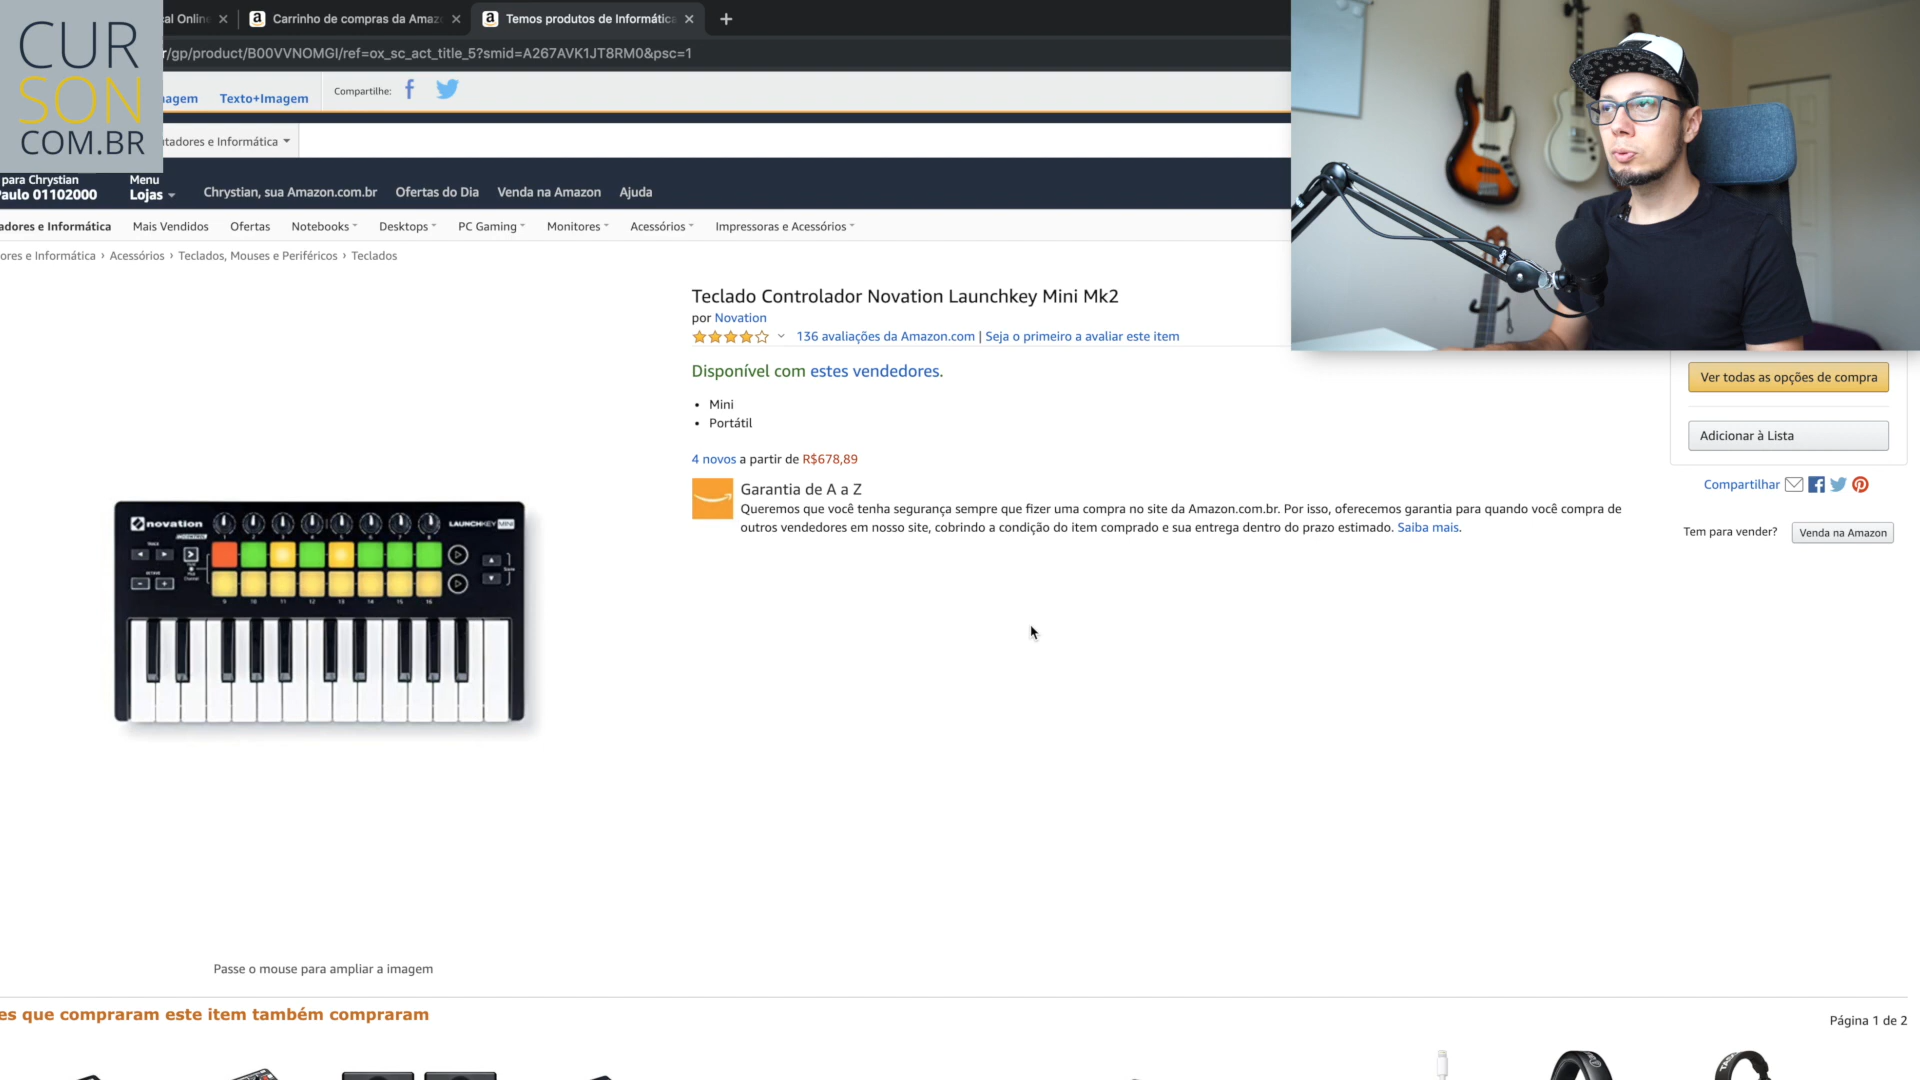 CUR
SON
COM.BR
cal Online
Carrinho de compras da Amaz
Temos produtos de Informática
r/gp/product/B00VVNOMGI/ref=ox_sc_act_title_5?smid=A267AVK1JT8RM0&psc=1
agem
Texto+Imagem
Compartilhe:
tadores e Informática
para Chrystian
Paulo 01102000
Menu
Lojas
Chrystian, sua Amazon.com.br
Ofertas do Dia
Venda na Amazon
Ajuda
adores e Informática
Mais Vendidos
Ofertas
Notebooks
Desktops
PC Gaming
Monitores
Acessórios
Impressoras e Acessórios
ores e Informática › Acessórios › Teclados, Mouses e Periféricos › Teclados
Teclado Controlador Novation Launchkey Mini Mk2
por Novation
136 avaliações da Amazon.com | Seja o primeiro a avaliar este item
Disponível com estes vendedores.
• Mini
• Portátil
4 novos a partir de R$678,89
Garantia de A a Z
Queremos que você tenha segurança sempre que fizer uma compra no site da Amazon.com.br. Por isso, oferecemos garantia para quando você compra de
outros vendedores em nosso site, cobrindo a condição do item comprado e sua entrega dentro do prazo estimado. Saiba mais.
Ver todas as opções de compra
Adicionar à Lista
Compartilhar
Tem para vender?
Venda na Amazon
novation
LAUNCHKEY MINI
Passe o mouse para ampliar a imagem
es que compraram este item também compraram
Página 1 de 2